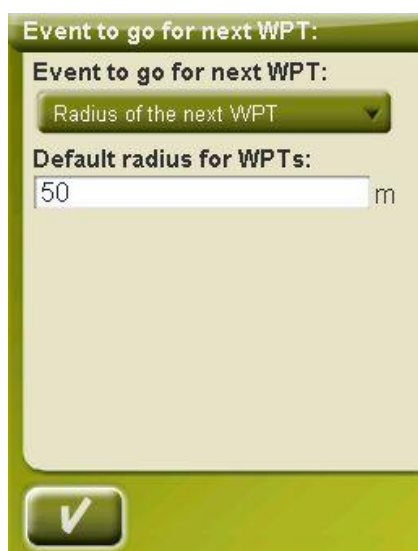 Event to go for next WPT:
Event to go for next WPT:
Radius of the next WPT
Default radius for WPTs:
50 m